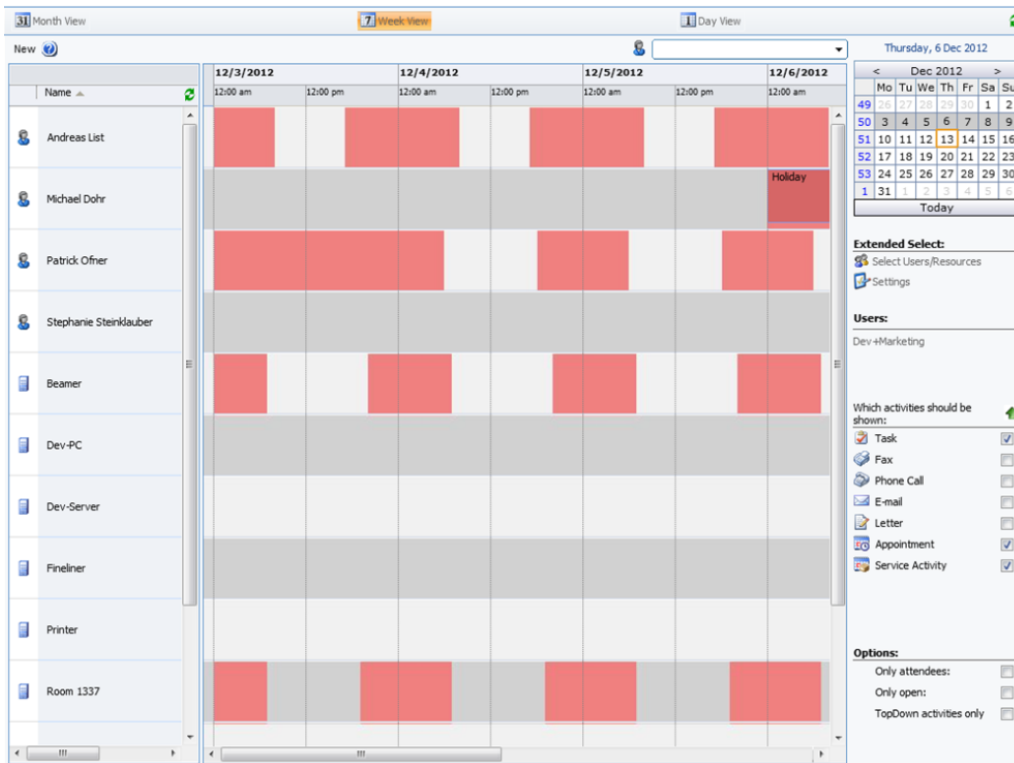 31 Month View
7 Week View
1 Day View
New
Thursday, 6 Dec 2012
12/3/2012 12/4/2012 12/5/2012 12/6/2012
Name
12:00 am 12:00 pm 12:00 am 12:00 pm 12:00 am 12:00 pm 12:00 am
Andreas List
Michael Dohr
Holiday
Patrick Ofner
Stephanie Steinklauber
Beamer
Dev-PC
Dev-Server
Fineliner
Printer
Room 1337
< Dec 2012 >
Mo Tu We Th Fr Sa Su
49 26 27 28 29 30 1 2
50 3 4 5 6 7 8 9
51 10 11 12 13 14 15 16
52 17 18 19 20 21 22 23
53 24 25 26 27 28 29 30
1 31 1 2 3 4 5 6
Today
Extended Select:
Select Users/Resources
Settings
Users:
Dev+Marketing
Which activities should be
shown:
Task
Fax
Phone Call
E-mail
Letter
Appointment
Service Activity
Options:
Only attendees:
Only open:
TopDown activities only